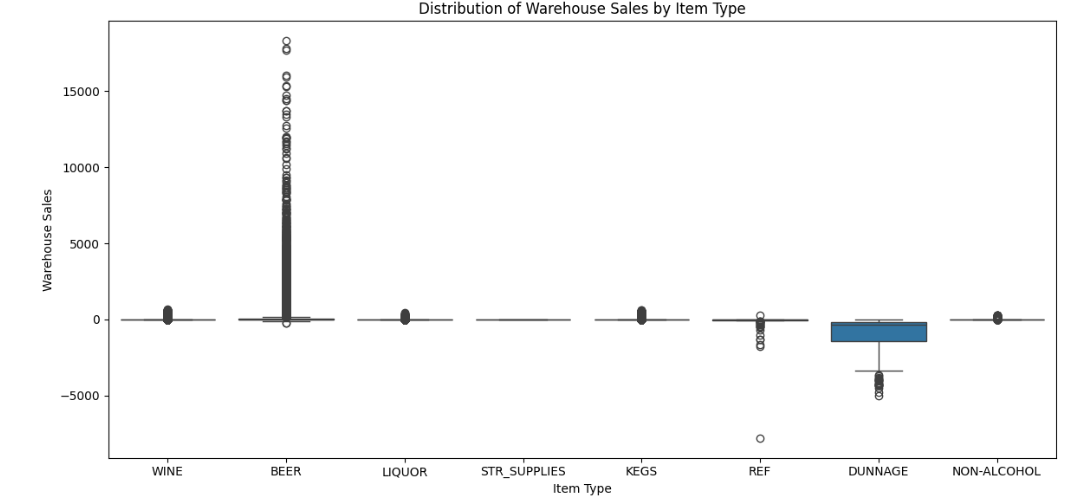 Distribution of Warehouse Sales by Item Type
Warehouse Sales
15000
10000
5000
0
−5000
WINE BEER LIQUOR STR_SUPPLIES KEGS REF DUNNAGE NON-ALCOHOL
Item Type